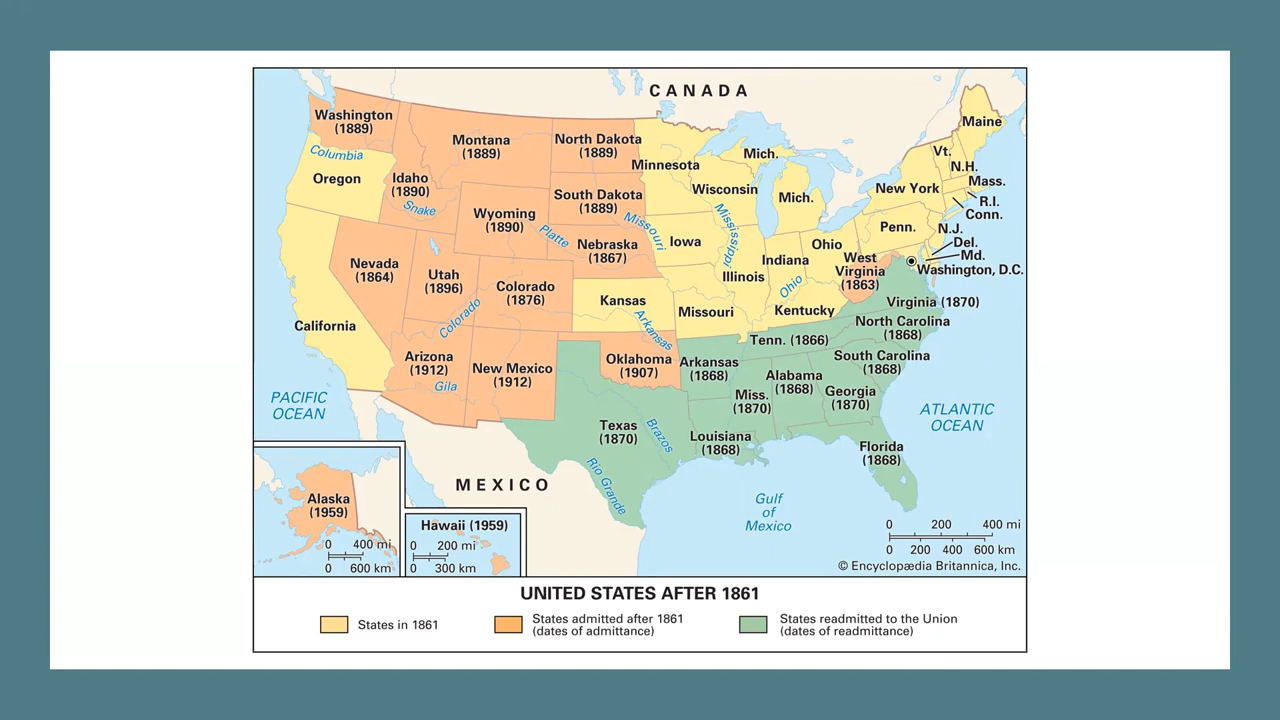 CANADA
Washington
(1889)
Montana
(1889)
North Dakota
(1889)
Minnesota
Mich.
Maine
Vt.
N.H.
Mass.
R.I.
Conn.
New York
Columbia
Oregon
Idaho
(1890)
Snake
Wyoming
(1890)
South Dakota
(1889)
Wisconsin
Mich.
Penn.
N.J.
Del.
Md.
Washington, D.C.
Platte
Missouri
Mississippi
Nebraska
(1867)
Iowa
Illinois
Indiana
Ohio
Ohio
West
Virginia
(1863)
Nevada
(1864)
Utah
(1896)
Colorado
(1876)
Colorado
Kansas
Arkansas
Missouri
Kentucky
Virginia (1870)
California
North Carolina
(1868)
Tenn. (1866)
South Carolina
(1868)
Arizona
(1912)
Gila
New Mexico
(1912)
Oklahoma
(1907)
Arkansas
(1868)
Miss.
(1870)
Alabama
(1868)
Georgia
(1870)
PACIFIC
OCEAN
ATLANTIC
OCEAN
Texas
(1870)
Brazos
Rio Grande
Louisiana
(1868)
Florida
(1868)
MEXICO
Gulf
of
Mexico
Alaska
(1959)
0 400 mi
0 600 km
Hawaii (1959)
0 200 mi
0 300 km
0 200 400 mi
0 200 400 600 km
© Encyclopædia Britannica, Inc.
UNITED STATES AFTER 1861
States in 1861
States admitted after 1861
(dates of admittance)
States readmitted to the Union
(dates of readmittance)